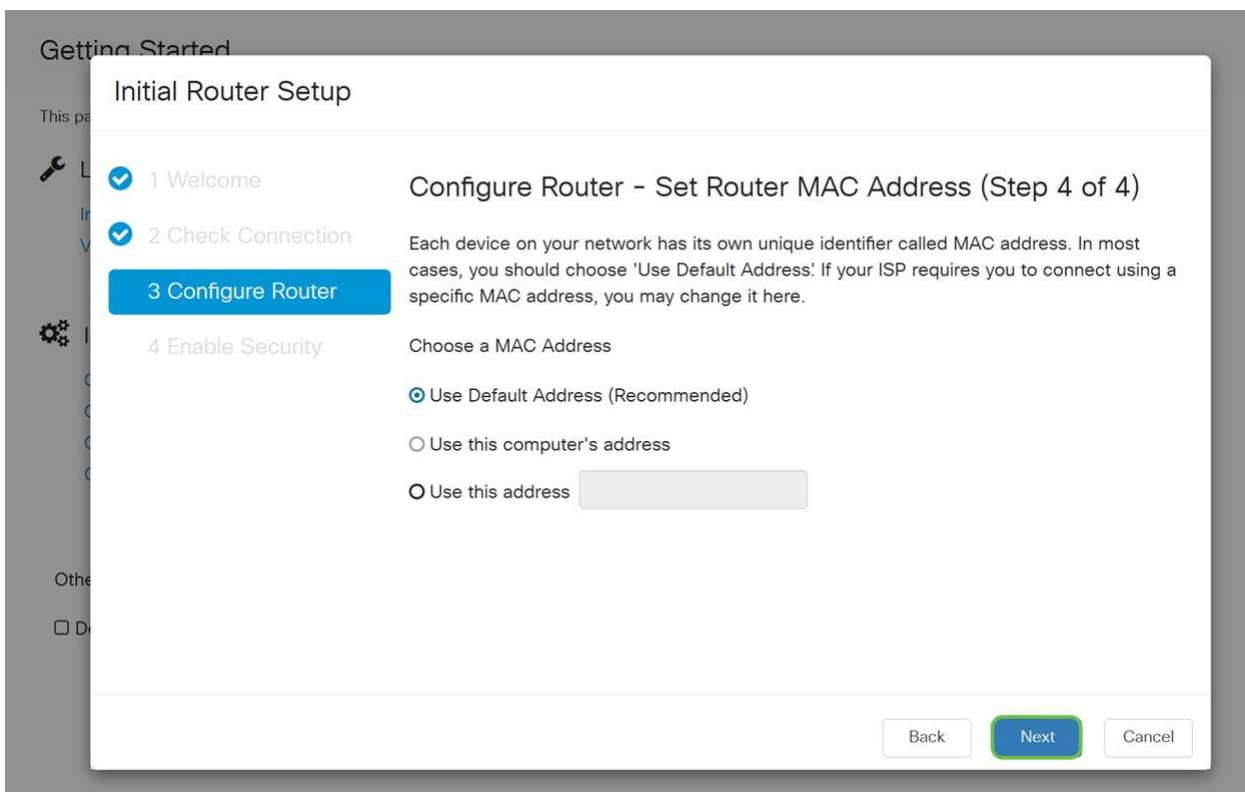 Getting Started
Initial Router Setup
This pa
1 Welcome
2 Check Connection
3 Configure Router
4 Enable Security
Configure Router - Set Router MAC Address (Step 4 of 4)
Each device on your network has its own unique identifier called MAC address. In most
cases, you should choose 'Use Default Address.' If your ISP requires you to connect using a
specific MAC address, you may change it here.
Choose a MAC Address
Use Default Address (Recommended)
Use this computer's address
Use this address
Othe
Back
Next
Cancel